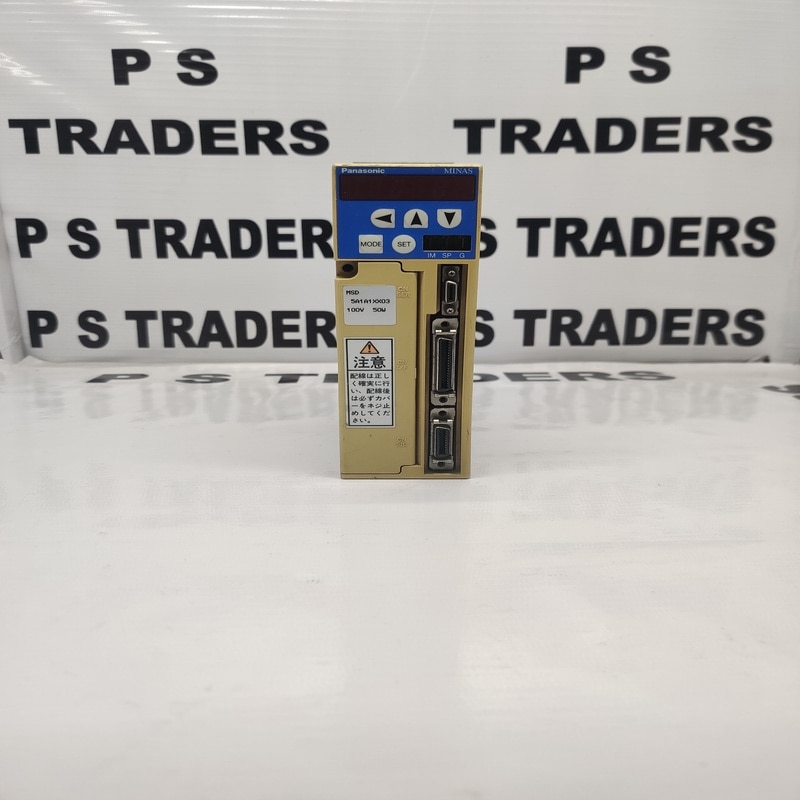 P S
TRADERS
P S
TRADERS
P S TRADER
S TRADERS
P S TRADER
TRADERS
P S T
TRADERS
Panasonic
MINAS
MODE
SET
IM SP G
MSD
5A1A1XX03
100V 50W
注意
配線は正し
く確実に行
い、配線後
は必ずカバ
ーをネジ止
めしてくだ
さい。